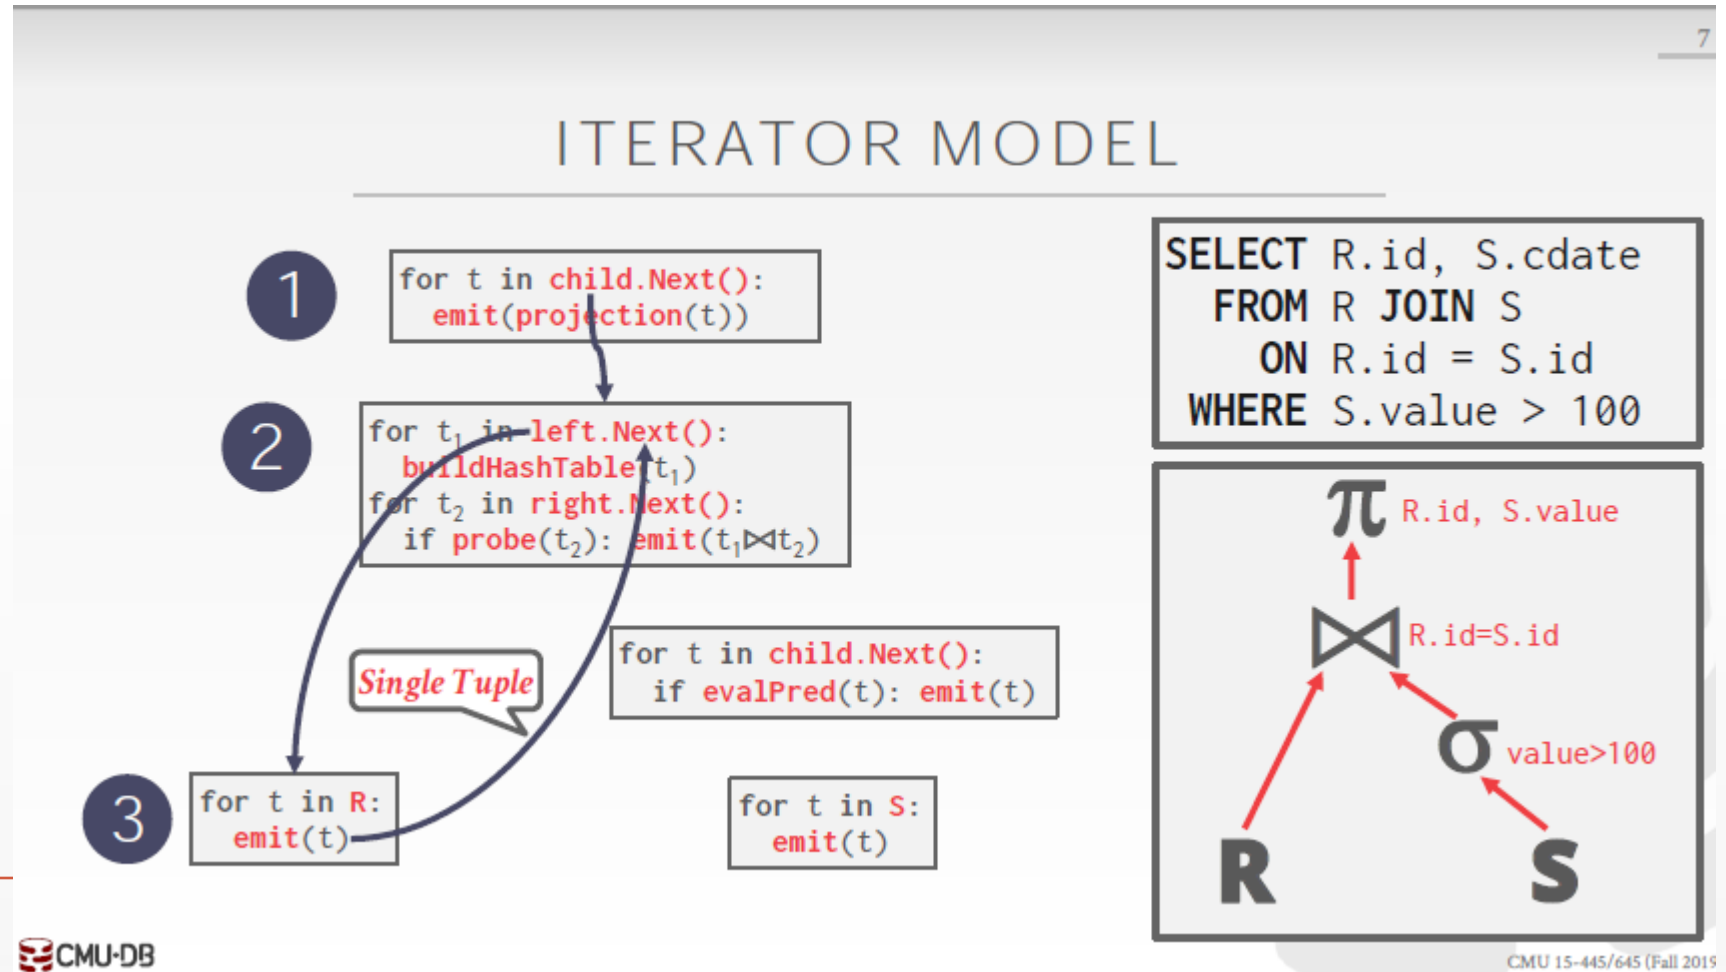 7
ITERATOR MODEL
1
for t in child.Next():
emit(projection(t))
2
for t₁ in left.Next():
buildHashTable(t₁)
for t₂ in right.Next():
if probe(t₂): emit(t₁⋈t₂)
Single Tuple
for t in child.Next():
if evalPred(t): emit(t)
3
for t in R:
emit(t)
for t in S:
emit(t)
SELECT R.id, S.cdate
FROM R JOIN S
ON R.id = S.id
WHERE S.value > 100
π R.id, S.value
⋈ R.id=S.id
σ value>100
R S
CMU·DB
CMU 15-445/645 (Fall 2019